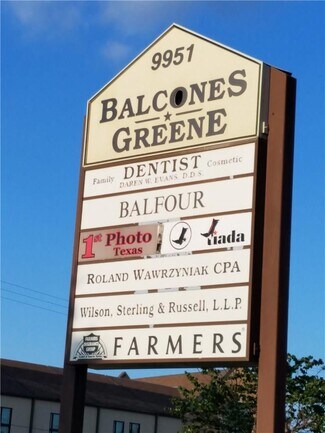 9951
BALCONES
GREENE
Family DENTIST Cosmetic
DAREN W. EVANS, D.D.S.
BALFOUR
1st Photo
Texas
tiada
ROLAND WAWRZYNIAK CPA
Wilson, Sterling & Russell, L.L.P.
FARMERS